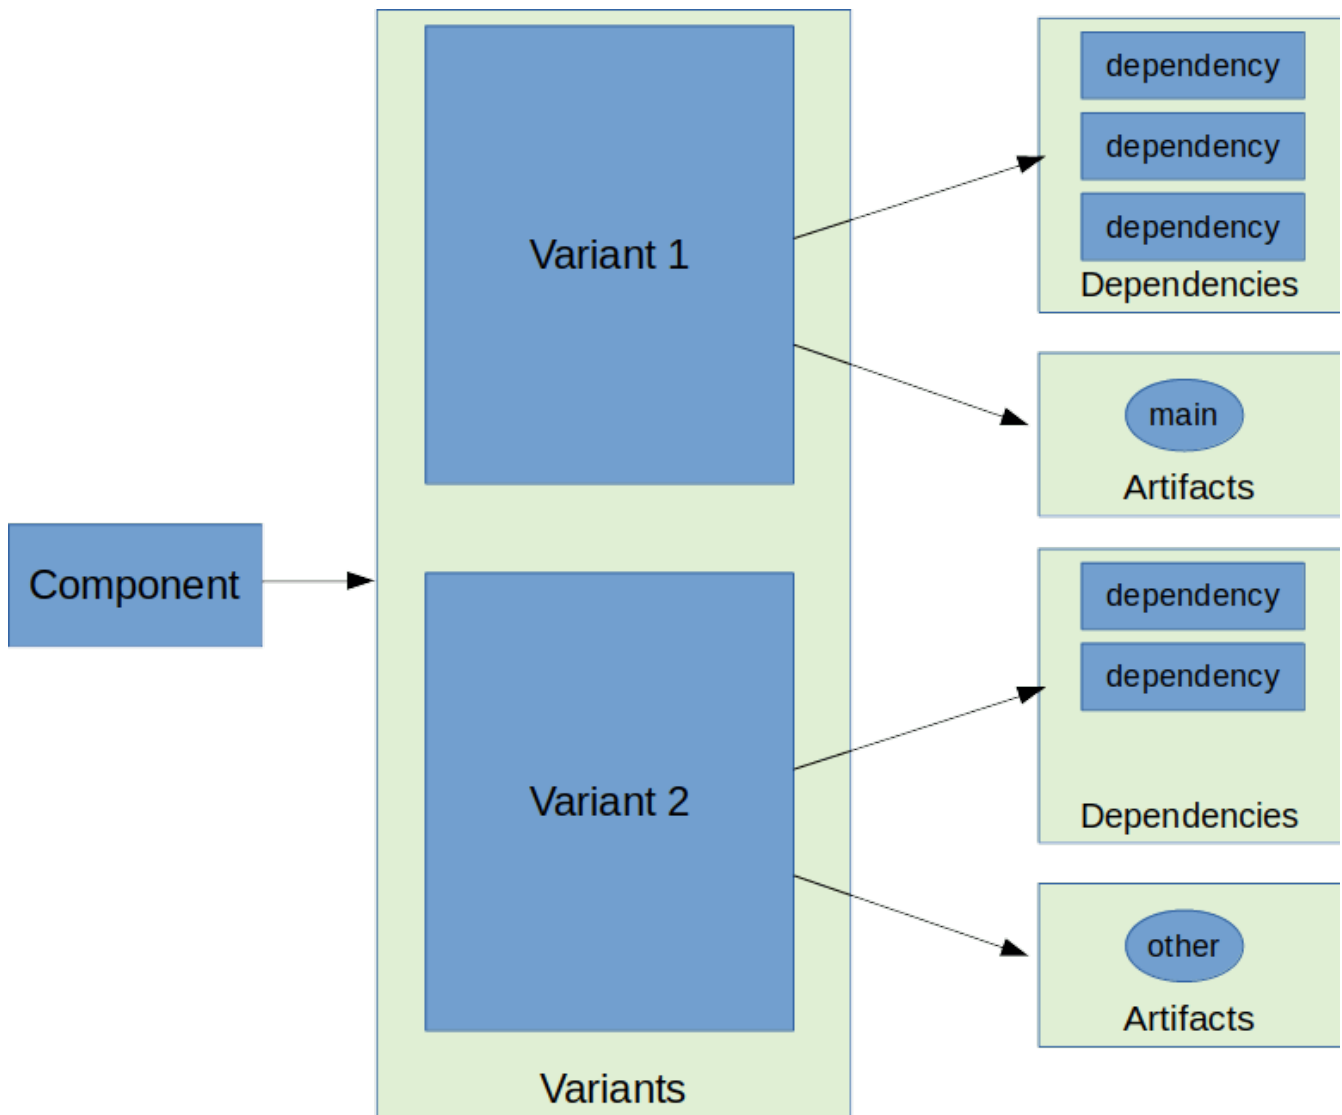 Component
Variant 1
Variant 2
Variants
dependency
dependency
dependency
Dependencies
main
Artifacts
dependency
dependency
Dependencies
other
Artifacts